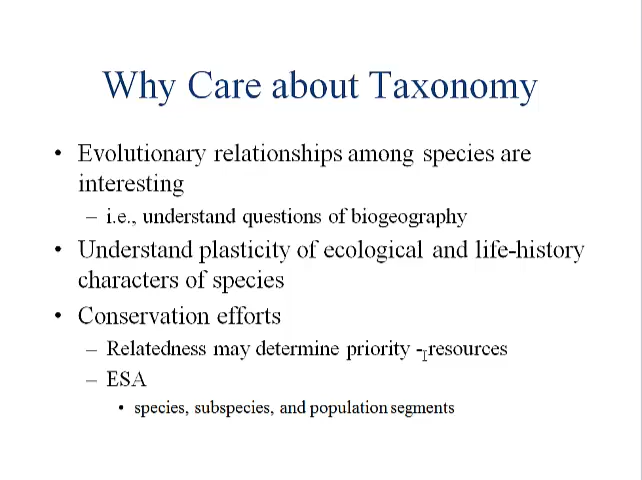 Why Care about Taxonomy
• Evolutionary relationships among species are
interesting
– i.e., understand questions of biogeography
• Understand plasticity of ecological and life-history
characters of species
• Conservation efforts
– Relatedness may determine priority - resources
– ESA
• species, subspecies, and population segments